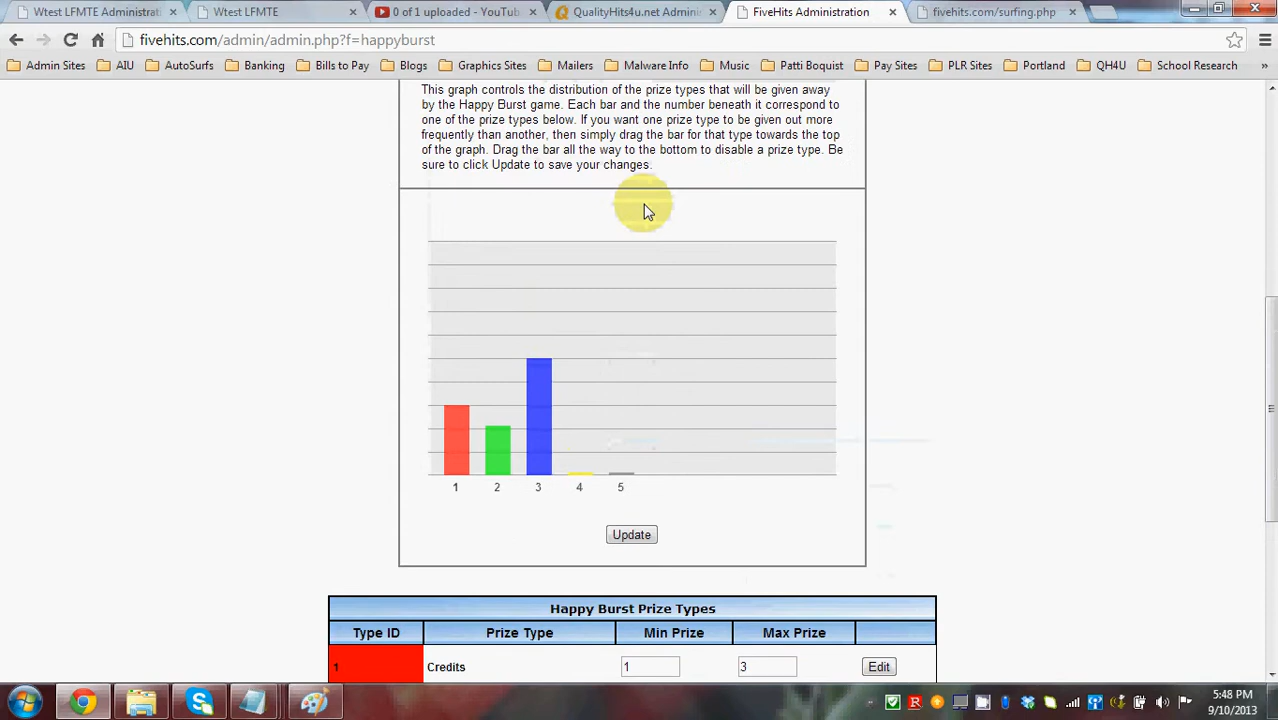 Wtest LFMTE Administrati
Wtest LFMTE
0 of 1 uploaded - YouTub
QualityHits4u.net Admini
FiveHits Administration
fivehits.com/surfing.php
fivehits.com/admin/admin.php?f=happyburst
Admin Sites
AIU
AutoSurfs
Banking
Bills to Pay
Blogs
Graphics Sites
Mailers
Malware Info
Music
Patti Boquist
Pay Sites
PLR Sites
Portland
QH4U
School Research
»
This graph controls the distribution of the prize types that will be given away
by the Happy Burst game. Each bar and the number beneath it correspond to
one of the prize types below. If you want one prize type to be given out more
frequently than another, then simply drag the bar for that type towards the top
of the graph. Drag the bar all the way to the bottom to disable a prize type. Be
sure to click Update to save your changes.
1 2 3 4 5
Update
Happy Burst Prize Types
Type ID Prize Type Min Prize Max Prize
1 Credits 1 3 Edit
5:48 PM
9/10/2013